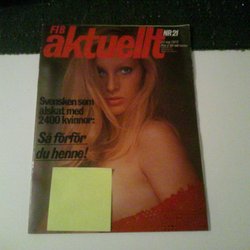 FIB
aktuellt
NR 21
Svensken som
älskat med
2400 kvinnor:
Så förför
du henne!